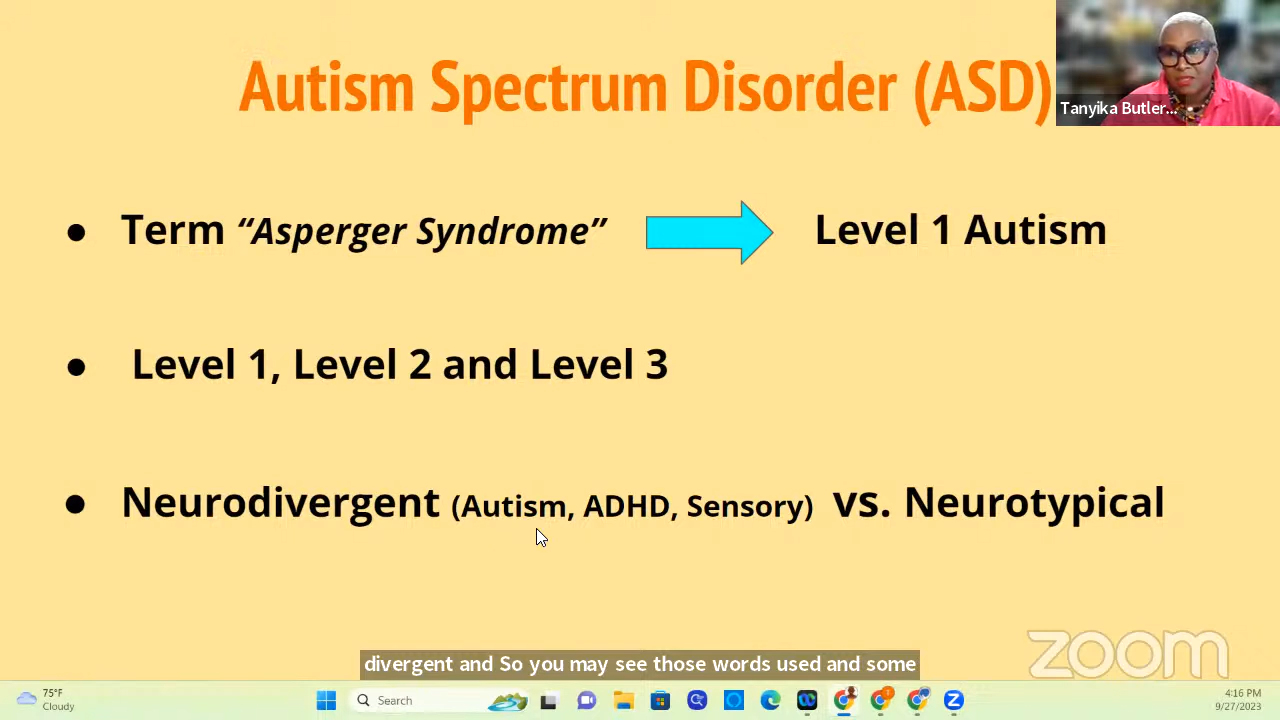 Autism Spectrum Disorder (ASD)
Tanyika Butler...
● Term “Asperger Syndrome” Level 1 Autism
● Level 1, Level 2 and Level 3
● Neurodivergent (Autism, ADHD, Sensory) vs. Neurotypical
divergent and So you may see those words used and some
zoom
75°F
Cloudy
Search
4:16 PM
9/27/2023